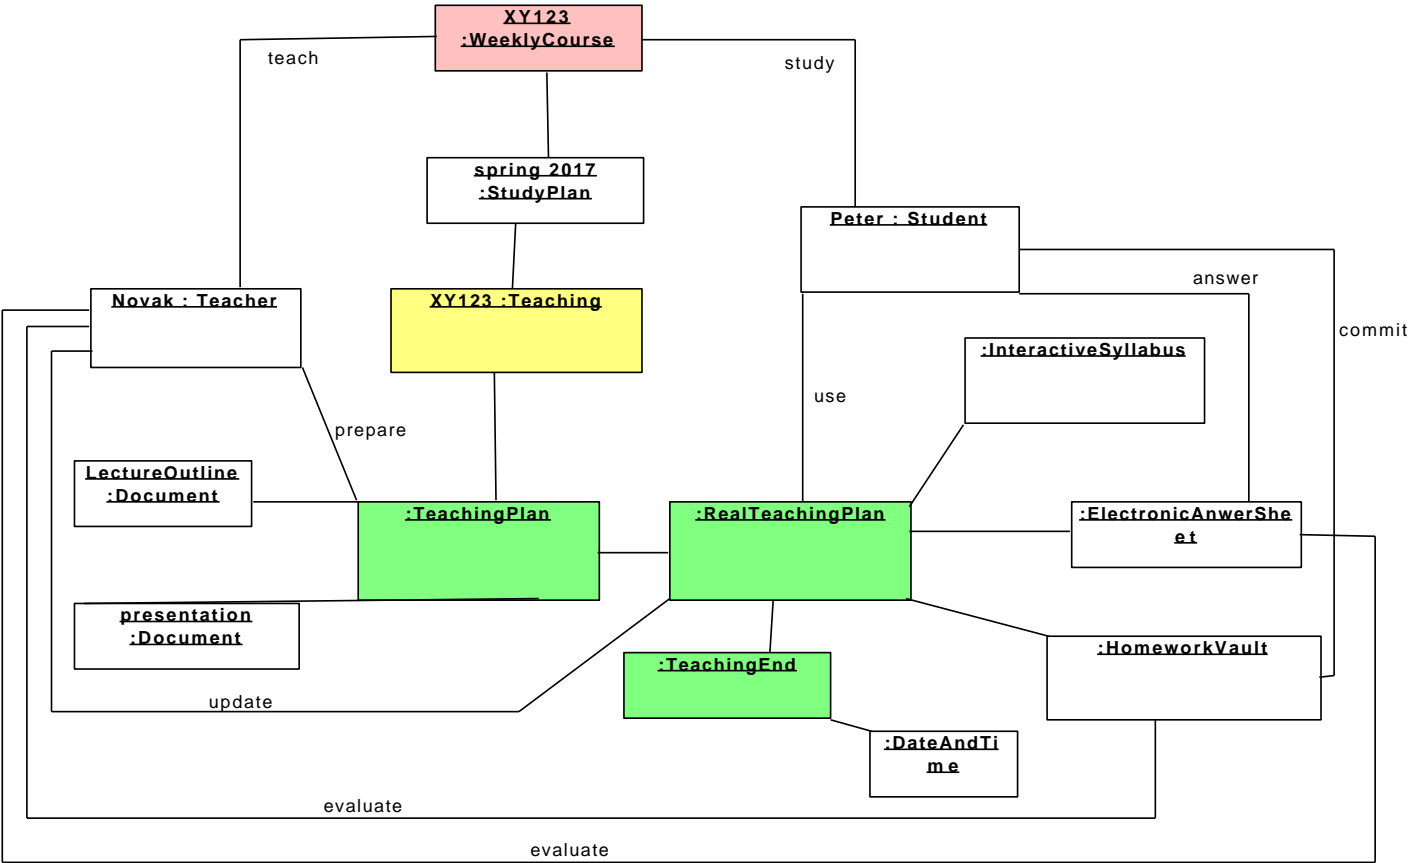 XY123
:WeeklyCourse
teach
study
spring 2017
:StudyPlan
Peter : Student
answer
Novak : Teacher
XY123 :Teaching
commit
:InteractiveSyllabus
use
prepare
LectureOutline
:Document
:TeachingPlan
:RealTeachingPlan
:ElectronicAnwerShe
et
presentation
:Document
:HomeworkVault
:TeachingEnd
update
:DateAndTi
me
evaluate
evaluate